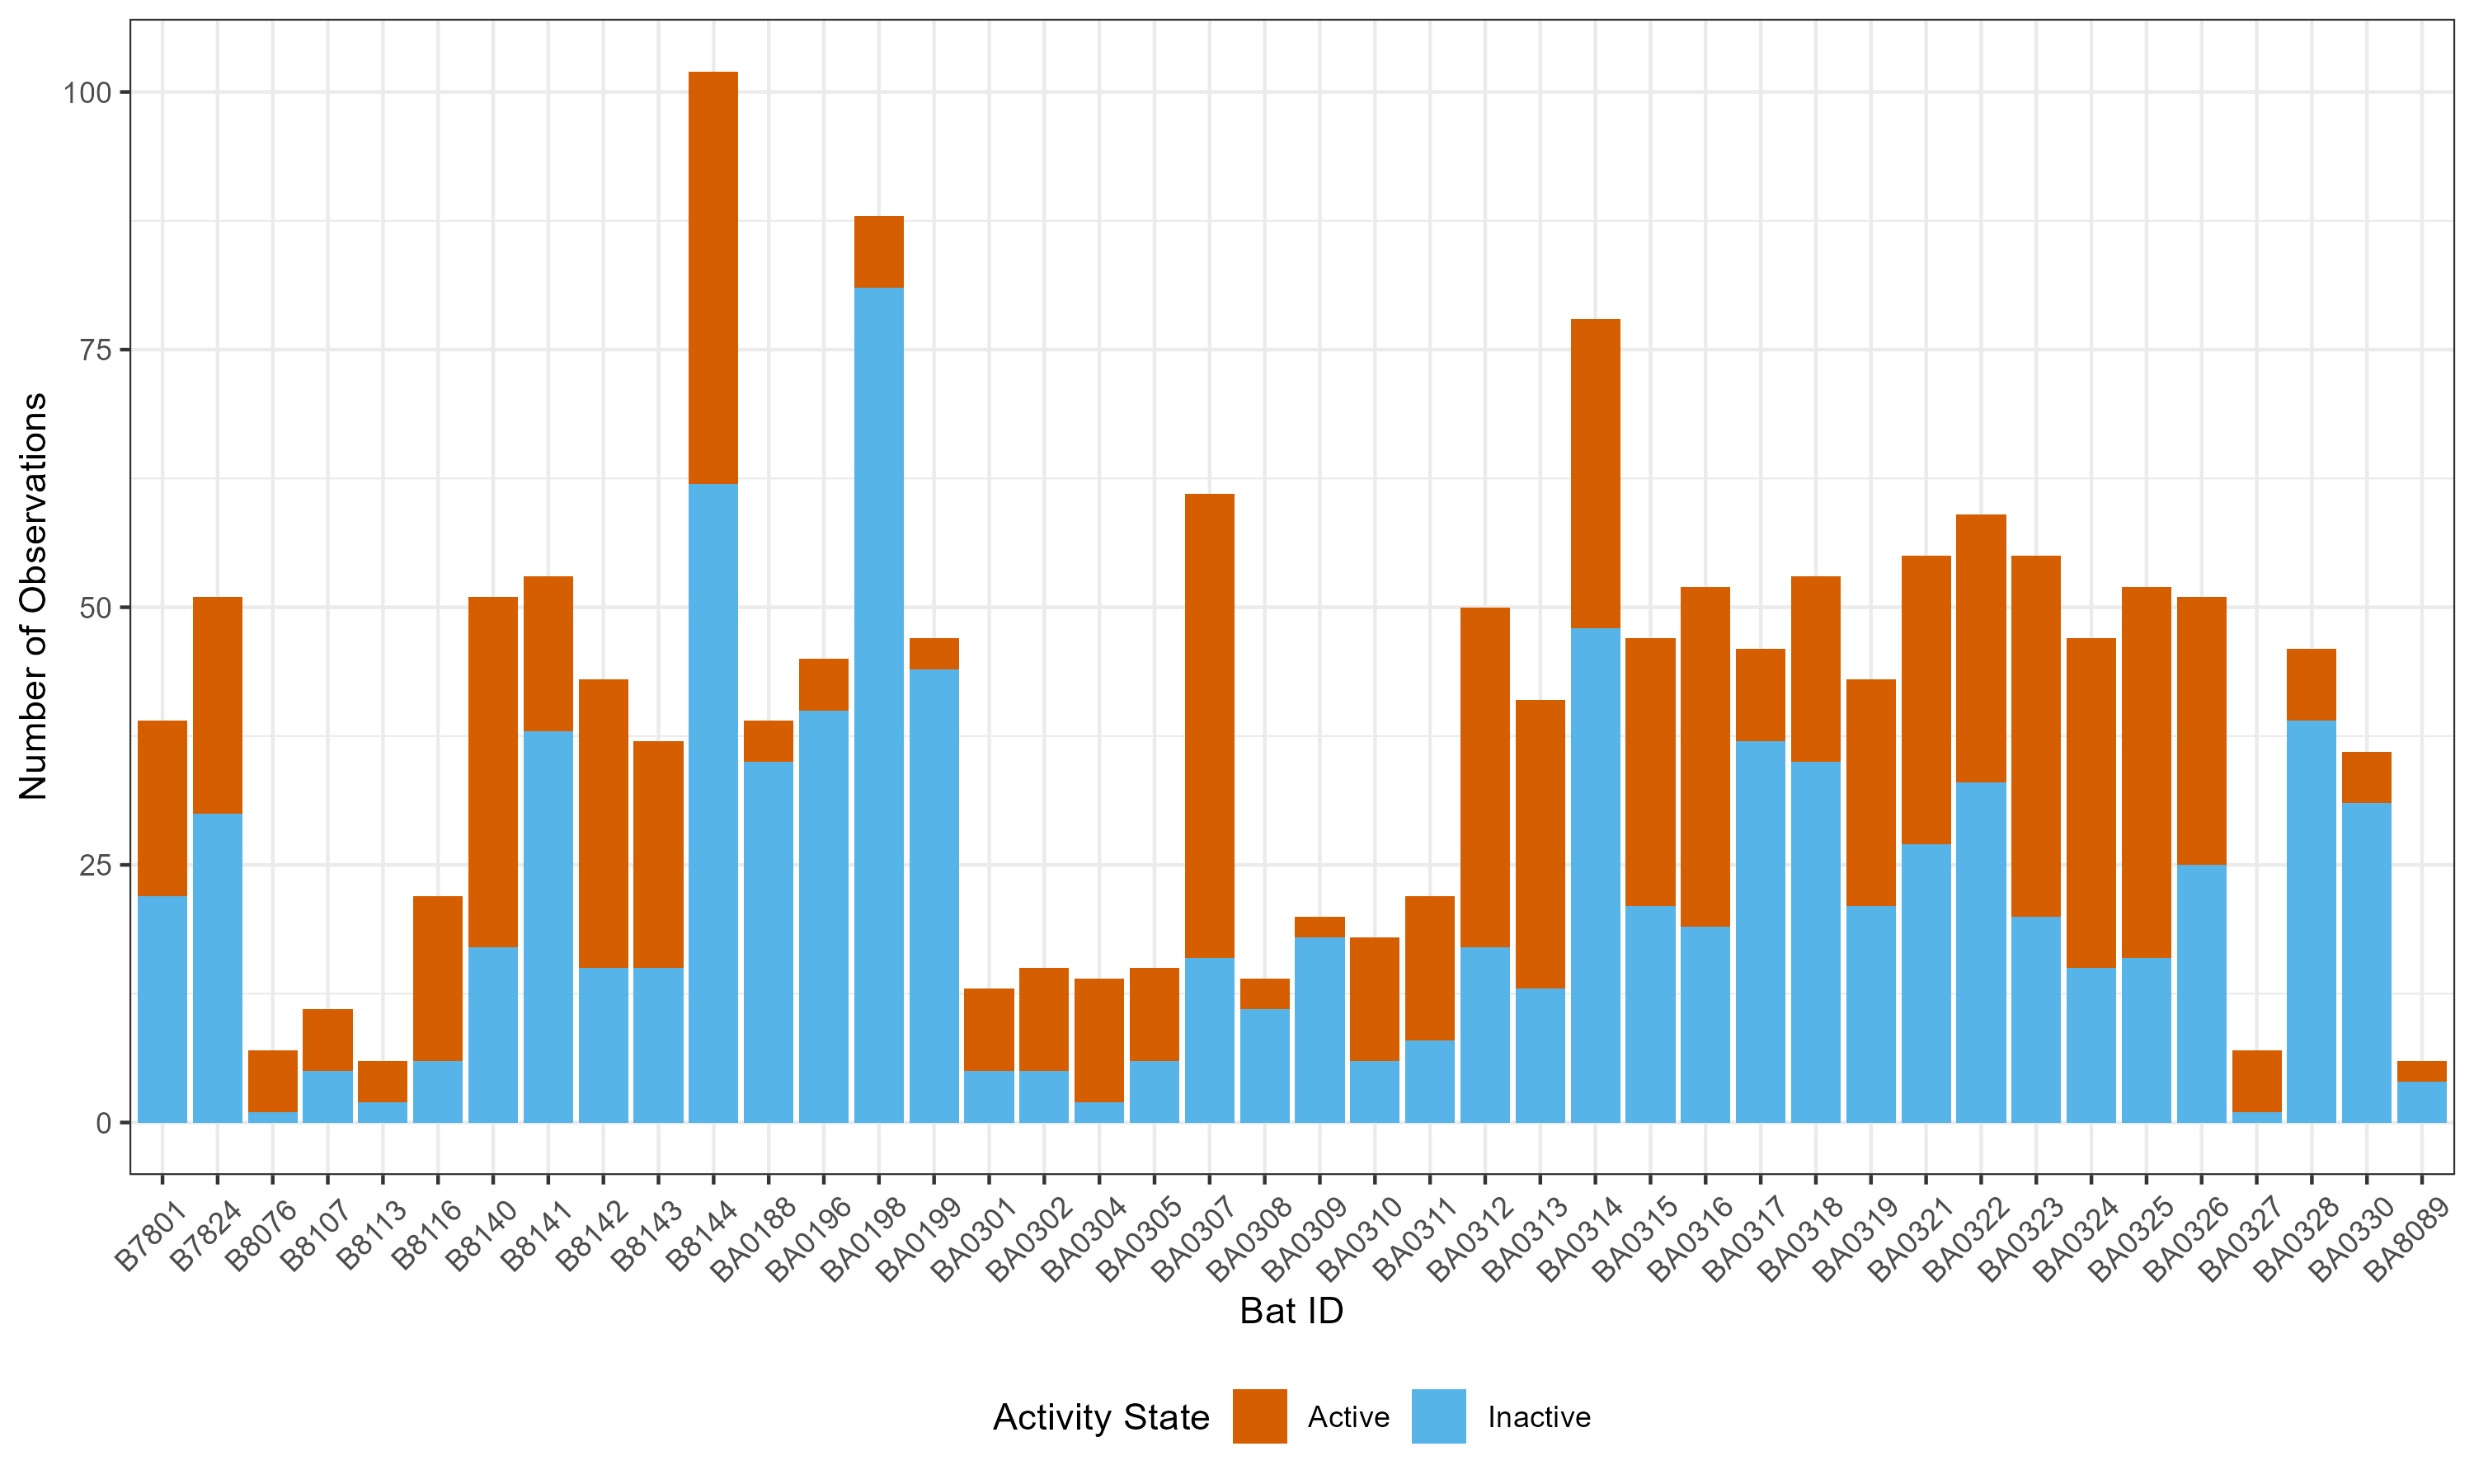 Number of Observations
100
75
50
25
0
B7801
B7824
B8076
B8107
B8113
B8116
B8140
B8141
B8142
B8143
B8144
BA0188
BA0196
BA0198
BA0199
BA0301
BA0302
BA0304
BA0305
BA0307
BA0308
BA0309
BA0310
BA0311
BA0312
BA0313
BA0314
BA0315
BA0316
BA0317
BA0318
BA0319
BA0321
BA0322
BA0323
BA0324
BA0325
BA0326
BA0327
BA0328
BA0330
BA8089
Bat ID
Activity State Active Inactive